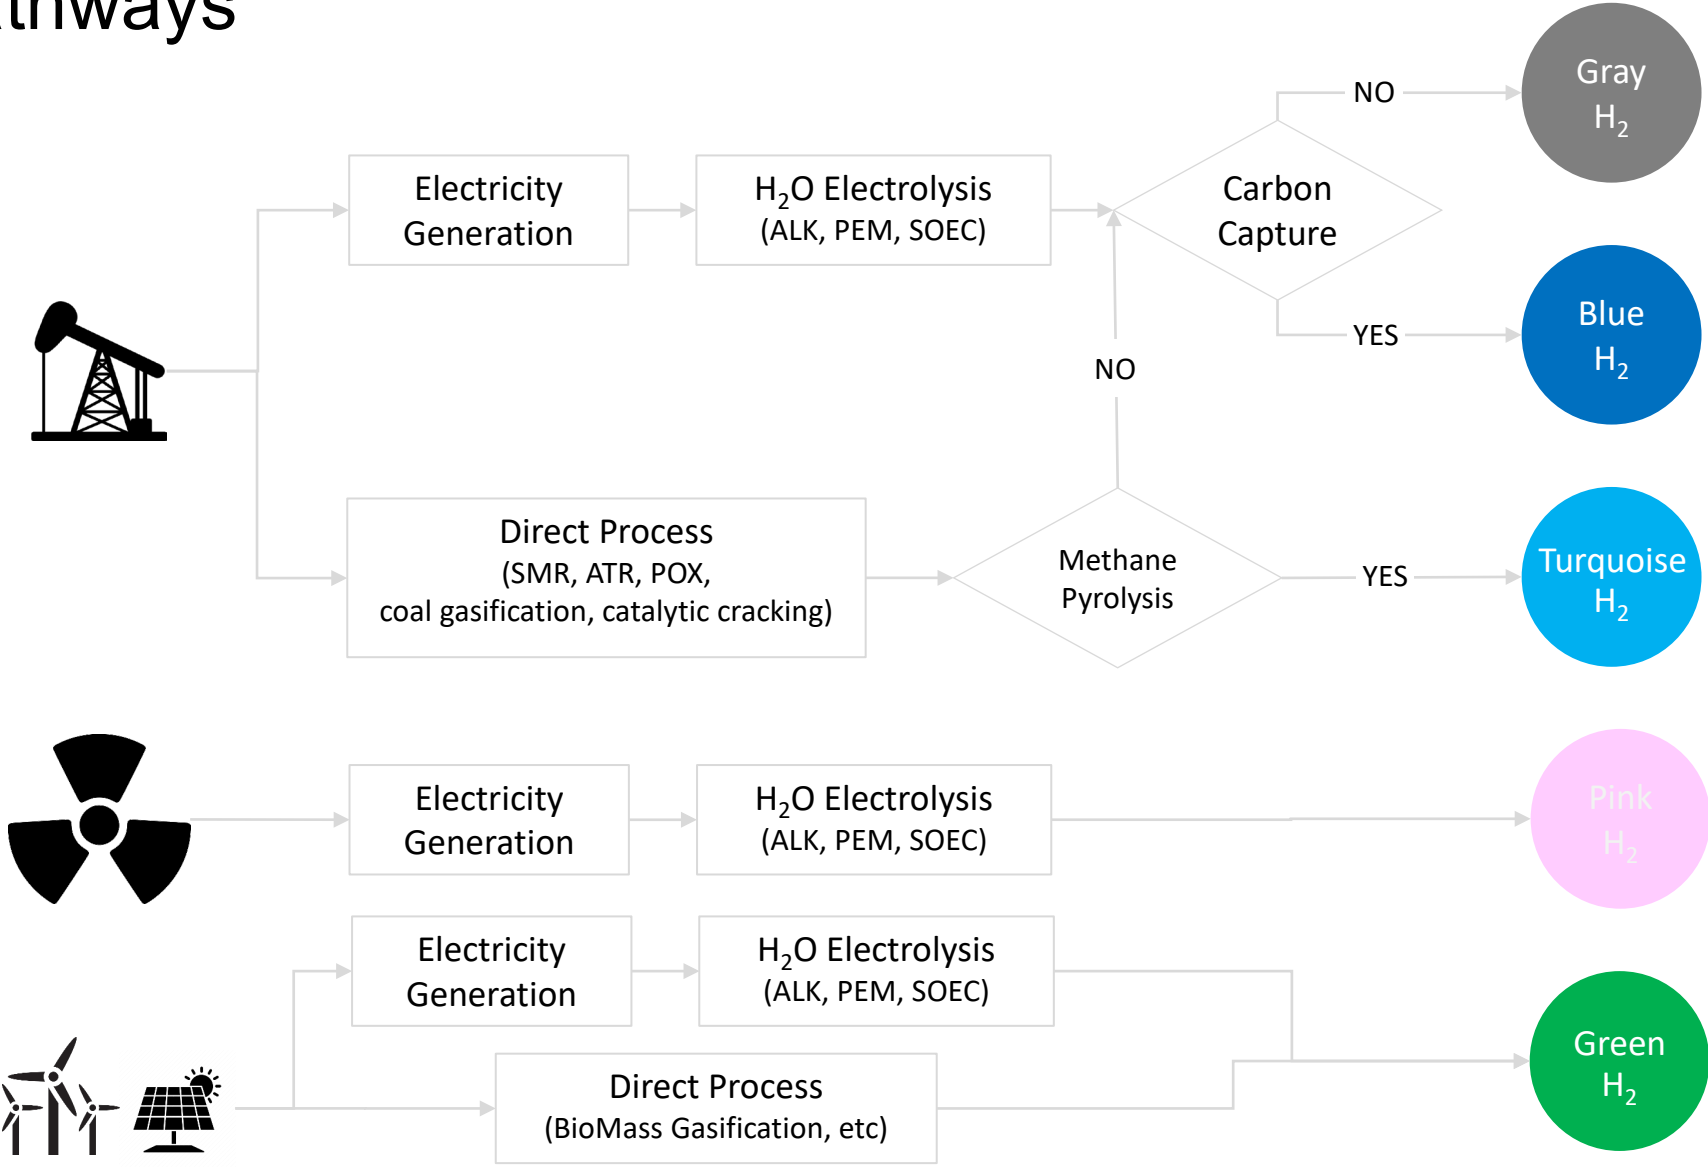 Gray
H₂
NO
Electricity
Generation
H₂O Electrolysis
(ALK, PEM, SOEC)
Carbon
Capture
Blue
H₂
YES
NO
Direct Process
(SMR, ATR, POX,
coal gasification, catalytic cracking)
Methane
Pyrolysis
YES
Turquoise
H₂
Electricity
Generation
H₂O Electrolysis
(ALK, PEM, SOEC)
Pink
H₂
Electricity
Generation
H₂O Electrolysis
(ALK, PEM, SOEC)
Direct Process
(BioMass Gasification, etc)
Green
H₂